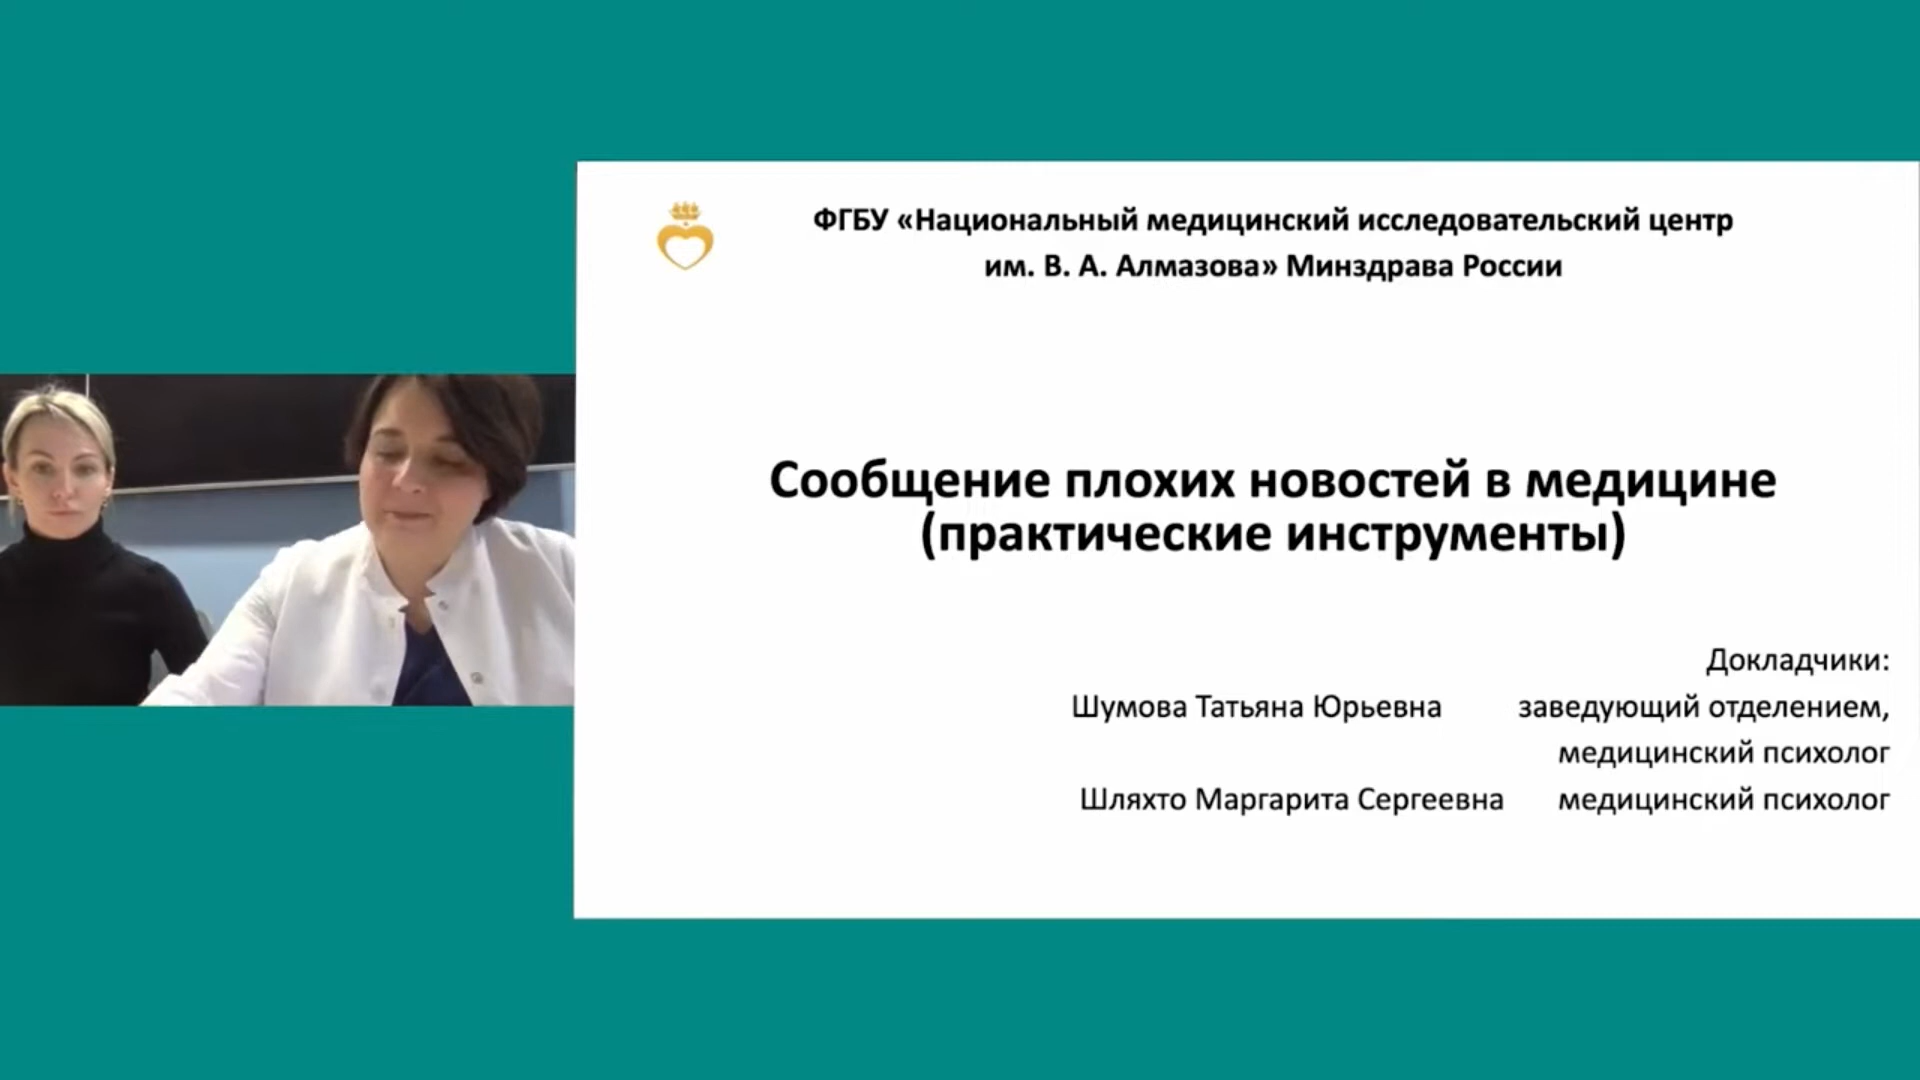 ФГБУ «Национальный медицинский исследовательский центр
им. В. А. Алмазова» Минздрава России
Сообщение плохих новостей в медицине
(практические инструменты)
Докладчики:
Шумова Татьяна Юрьевна заведующий отделением,
медицинский психолог
Шляхто Маргарита Сергеевна медицинский психолог